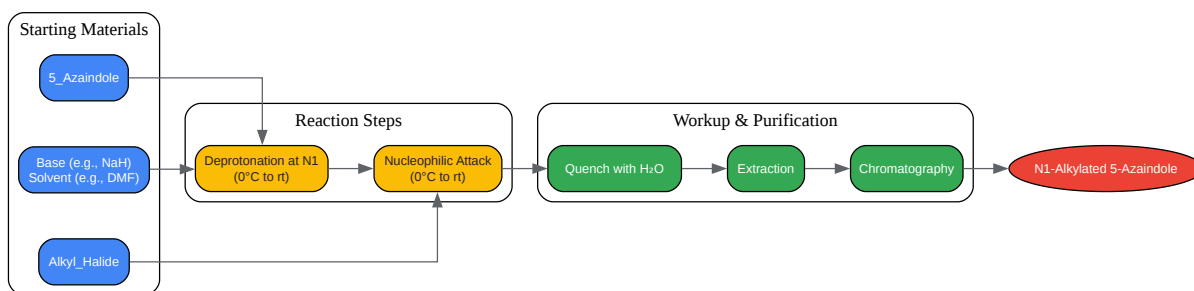 Starting Materials
5_Azaindole
Base (e.g., NaH)
Solvent (e.g., DMF)
Alkyl_Halide
Reaction Steps
Deprotonation at N1
(0°C to rt)
Nucleophilic Attack
(0°C to rt)
Workup & Purification
Quench with H₂O
Extraction
Chromatography
N1-Alkylated 5-Azaindole